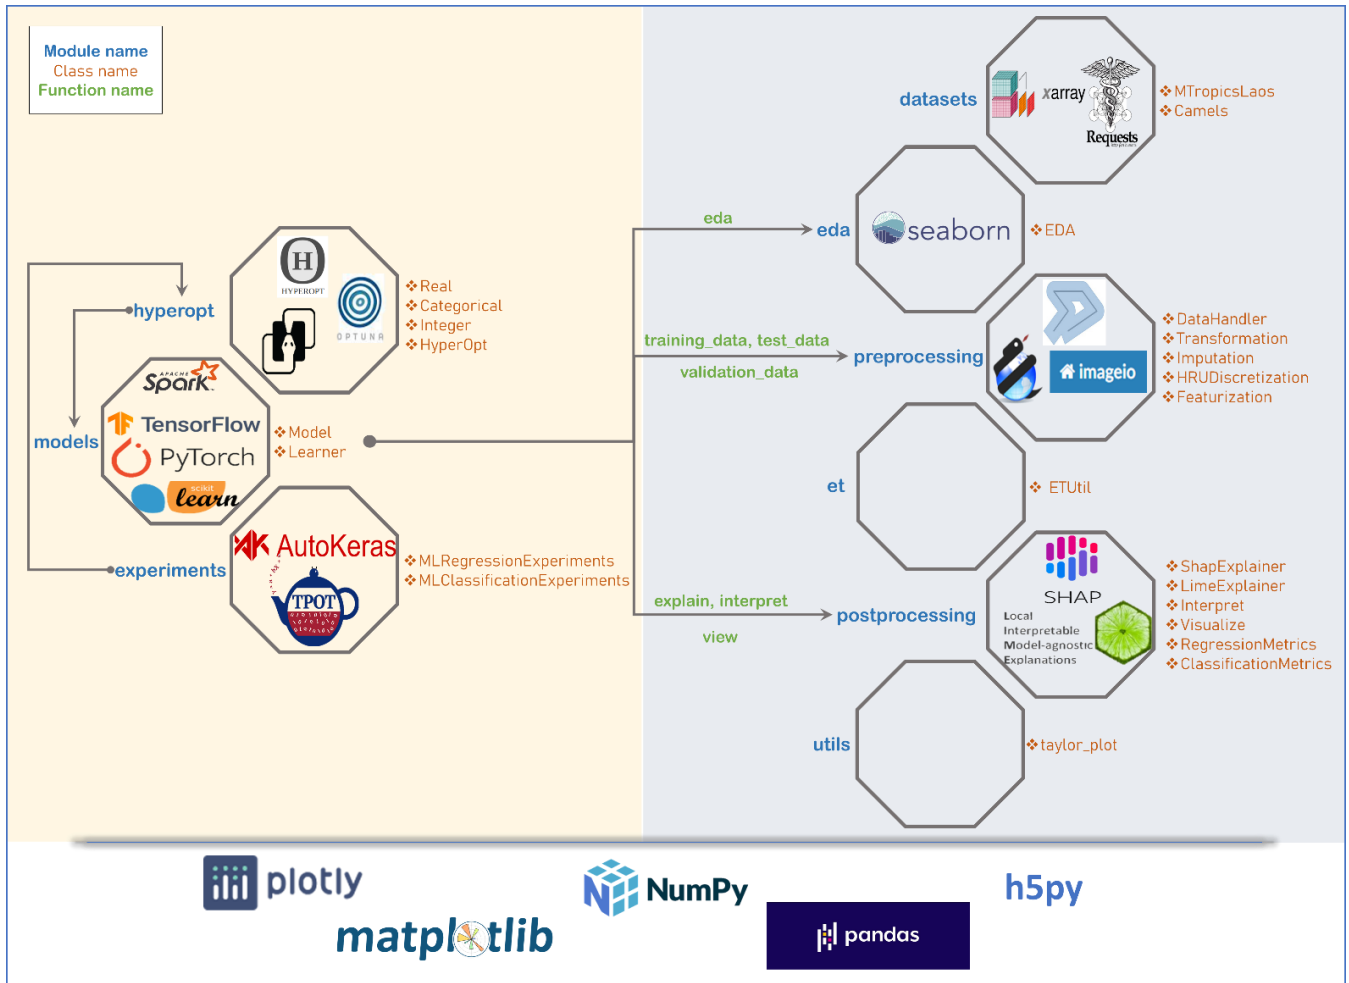 Module name
Class name
Function name
datasets
xarray
Requests
MTropicsLaos
Camels
eda
eda
seaborn
EDA
hyperopt
H
HYPEROPT
OPTUNA
Real
Categorical
Integer
HyperOpt
training_data, test_data
validation_data
preprocessing
imageio
DataHandler
Transformation
Imputation
HRUDiscretization
Featurization
models
APACHE
Spark
TensorFlow
PyTorch
scikit
learn
Model
Learner
et
ETUtil
experiments
AutoKeras
TPOT
MLRegressionExperiments
MLClassificationExperiments
explain, interpret
view
postprocessing
SHAP
Local
Interpretable
Model-agnostic
Explanations
ShapExplainer
LimeExplainer
Interpret
Visualize
RegressionMetrics
ClassificationMetrics
utils
taylor_plot
plotly
matplotlib
NumPy
pandas
h5py